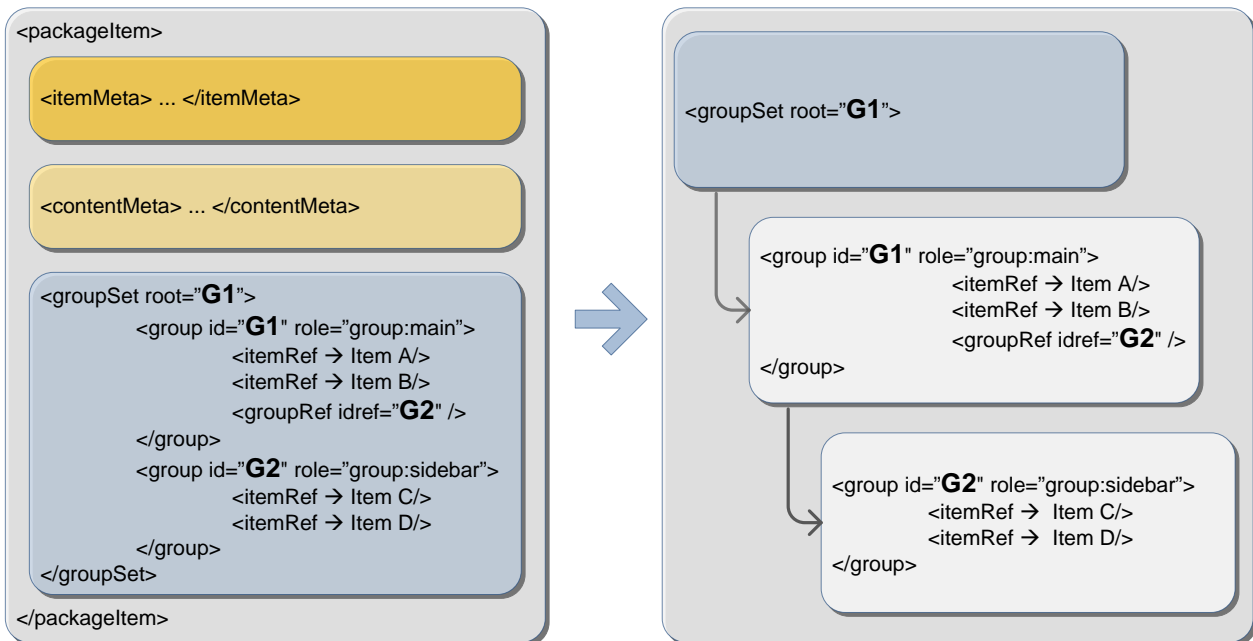 <packageItem>
<itemMeta> ... </itemMeta>
<contentMeta> ... </contentMeta>
<groupSet root=”G1”>
<group id=”G1" role=”group:main”>
<itemRef → Item A/>
<itemRef → Item B/>
<groupRef idref=”G2" />
</group>
<group id=”G2" role=”group:sidebar”>
<itemRef → Item C/>
<itemRef → Item D/>
</group>
</groupSet>
</packageItem>
<groupSet root=”G1”>
<group id=”G1" role=”group:main”>
<itemRef → Item A/>
<itemRef → Item B/>
<groupRef idref=”G2" />
</group>
<group id=”G2" role=”group:sidebar”>
<itemRef → Item C/>
<itemRef → Item D/>
</group>